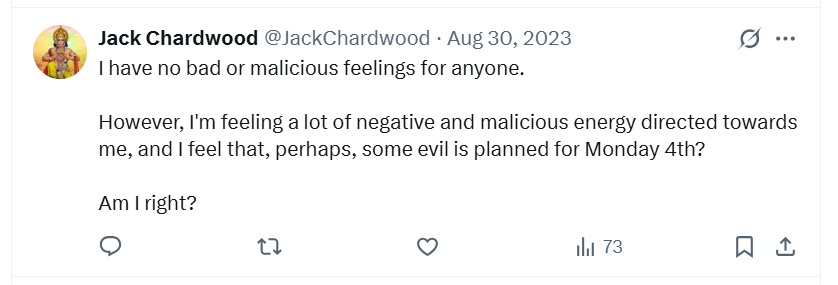 Jack Chardwood @JackChardwood · Aug 30, 2023
I have no bad or malicious feelings for anyone.
However, I'm feeling a lot of negative and malicious energy directed towards
me, and I feel that, perhaps, some evil is planned for Monday 4th?
Am I right?
73